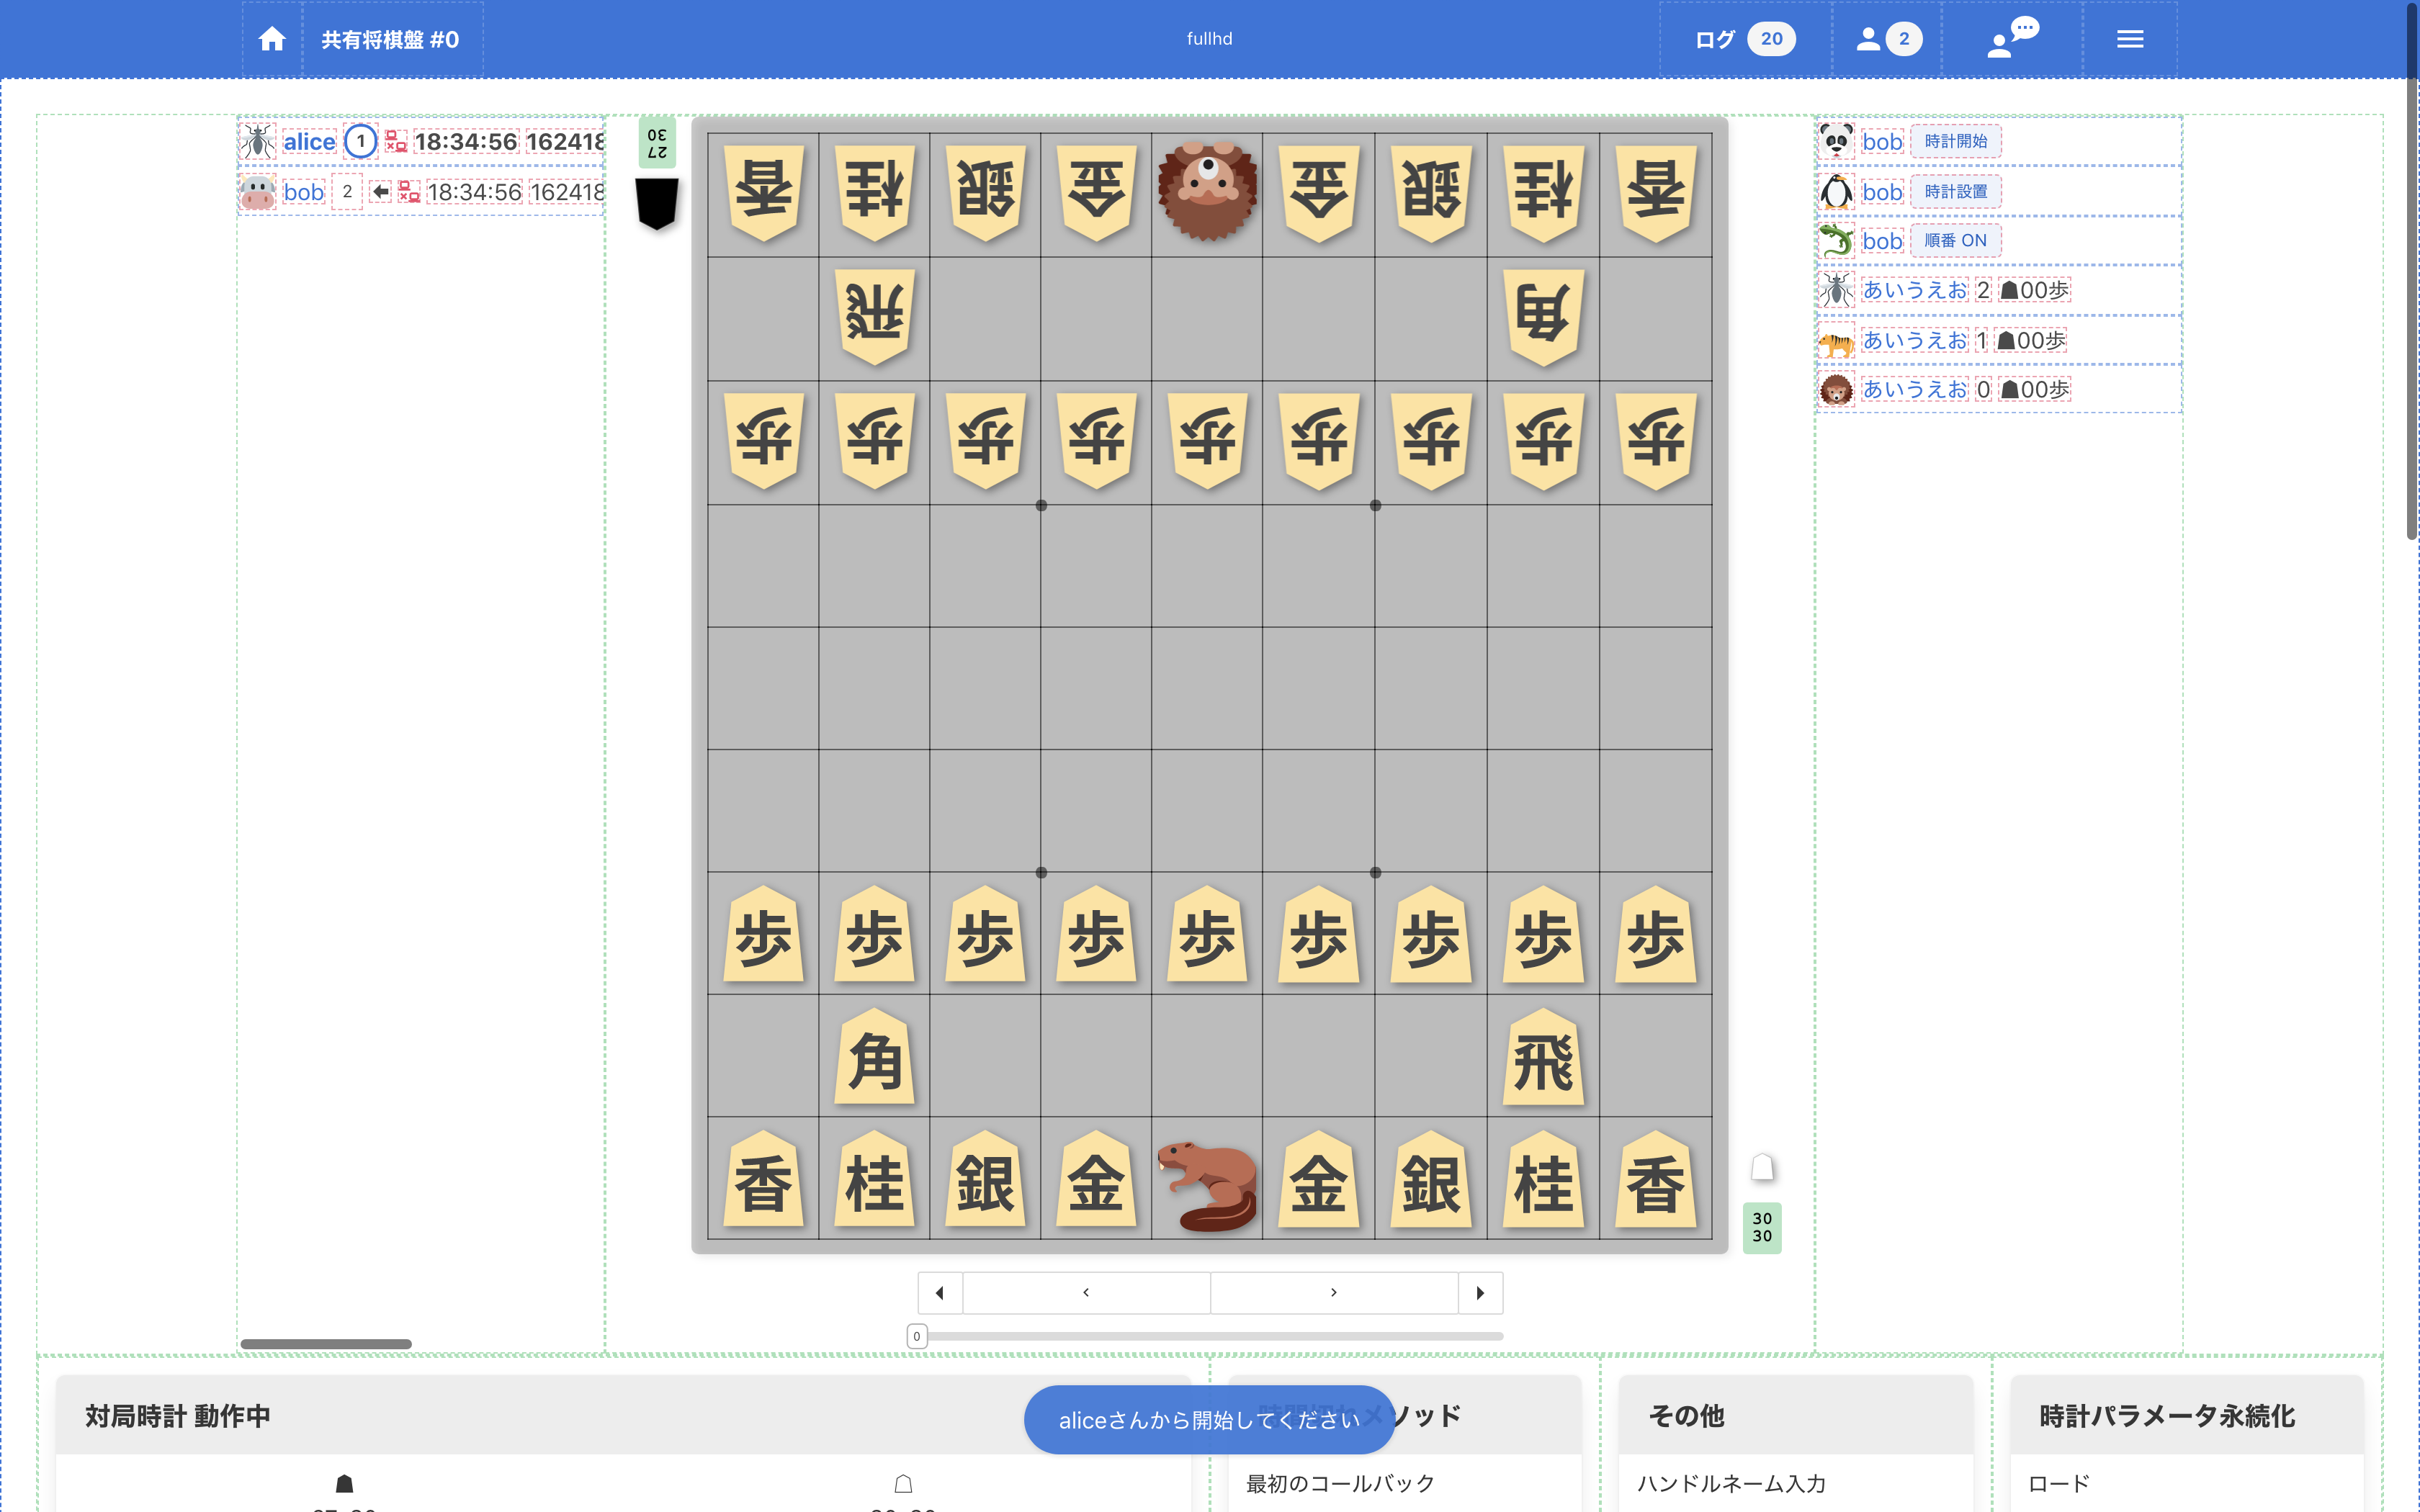 共有将棋盤 #0
fullhd
ログ 20
2
alice 1 18:34:56 162418
bob 2 18:34:56 162418
27
30
香 桂 銀 金 金 銀 桂 香
飛 角
歩 歩 歩 歩 歩 歩 歩 歩 歩
歩 歩 歩 歩 歩 歩 歩 歩 歩
角 飛
香 桂 銀 金 金 銀 桂 香
30
30
0
bob 時計開始
bob 時計設置
bob 順番 ON
あいうえお 2 ☗00歩
あいうえお 1 ☗00歩
あいうえお 0 ☗00歩
対局時計 動作中
aliceさんから開始してください
メソッド
最初のコールバック
その他
ハンドルネーム入力
時計パラメータ永続化
ロード